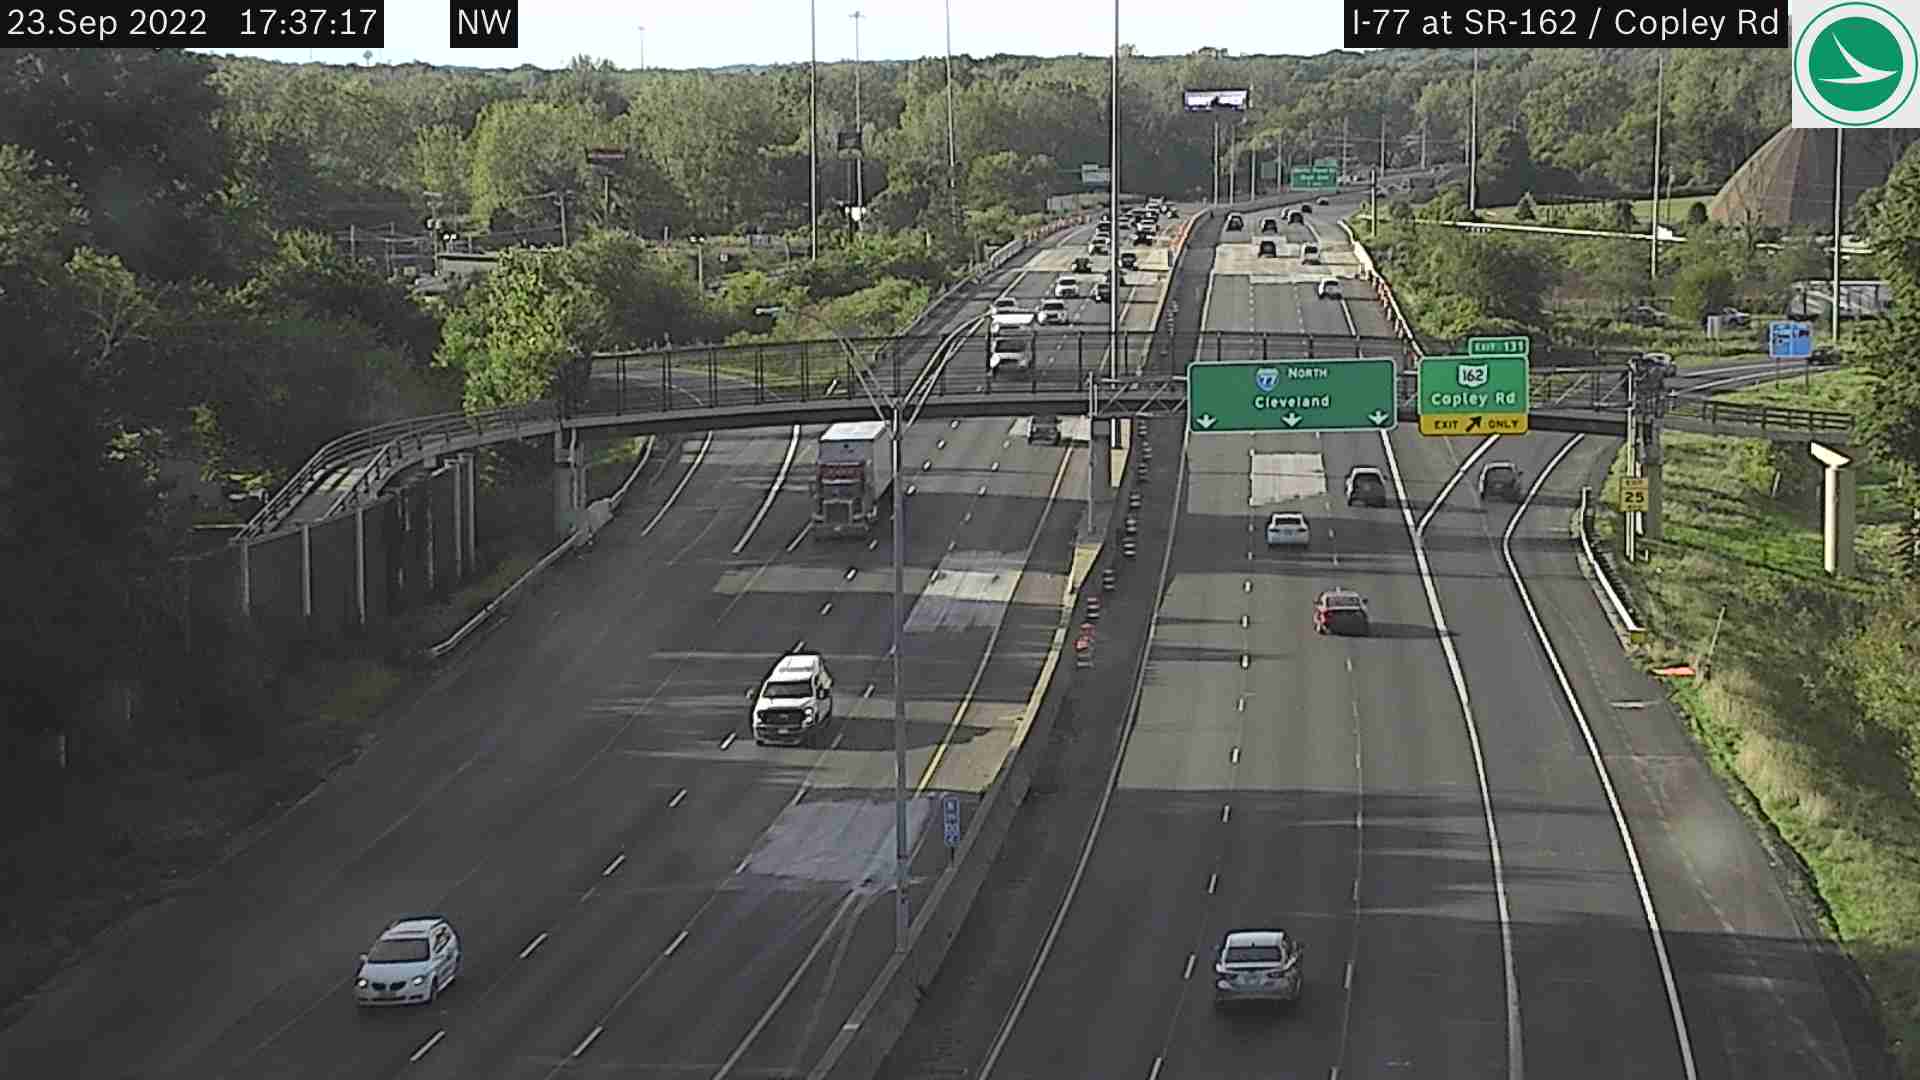 23.Sep 2022 17:37:17
NW
I-77 at SR-162 / Copley Rd
EXIT 131
77 NORTH
Cleveland
162
Copley Rd
EXIT ONLY
25